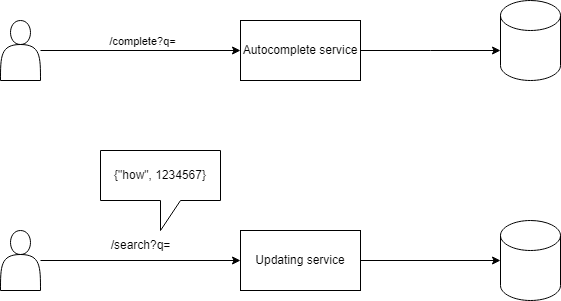 /complete?q=
Autocomplete service
{"how", 1234567}
/search?q=
Updating service